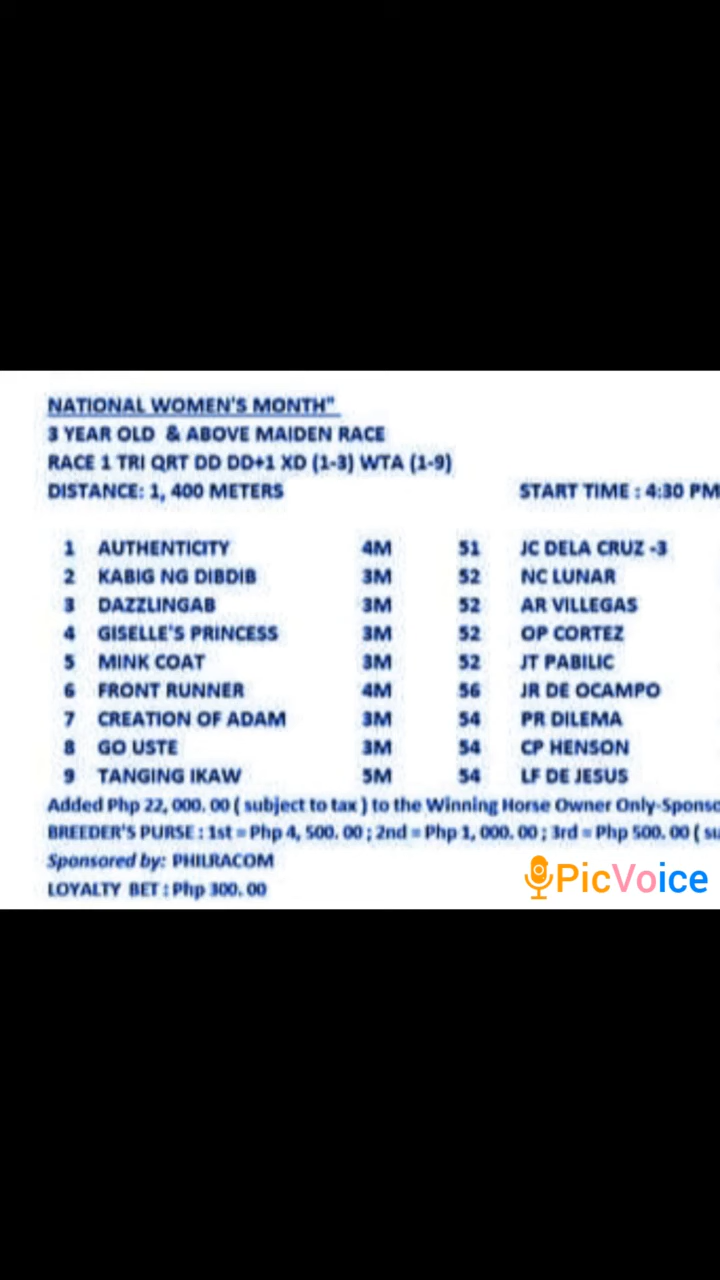 NATIONAL WOMEN'S MONTH"
3 YEAR OLD & ABOVE MAIDEN RACE
RACE 1 TRI QRT DD DD+1 XD (1-3) WTA (1-9)
DISTANCE: 1, 400 METERS START TIME : 4:30 PM
1 AUTHENTICITY 4M 51 JC DELA CRUZ -3
2 KABIG NG DIBDIB 3M 52 NC LUNAR
3 DAZZLINGAB 3M 52 AR VILLEGAS
4 GISELLE'S PRINCESS 3M 52 OP CORTEZ
5 MINK COAT 3M 52 JT PABILIC
6 FRONT RUNNER 4M 56 JR DE OCAMPO
7 CREATION OF ADAM 3M 54 PR DILEMA
8 GO USTE 3M 54 CP HENSON
9 TANGING IKAW 5M 54 LF DE JESUS
Added Php 22, 000. 00 ( subject to tax ) to the Winning Horse Owner Only-Sponso
BREEDER'S PURSE : 1st = Php 4, 500. 00 ; 2nd = Php 1, 000. 00 ; 3rd = Php 500. 00 ( su
Sponsored by: PHILRACOM
LOYALTY BET : Php 300. 00
PicVoice